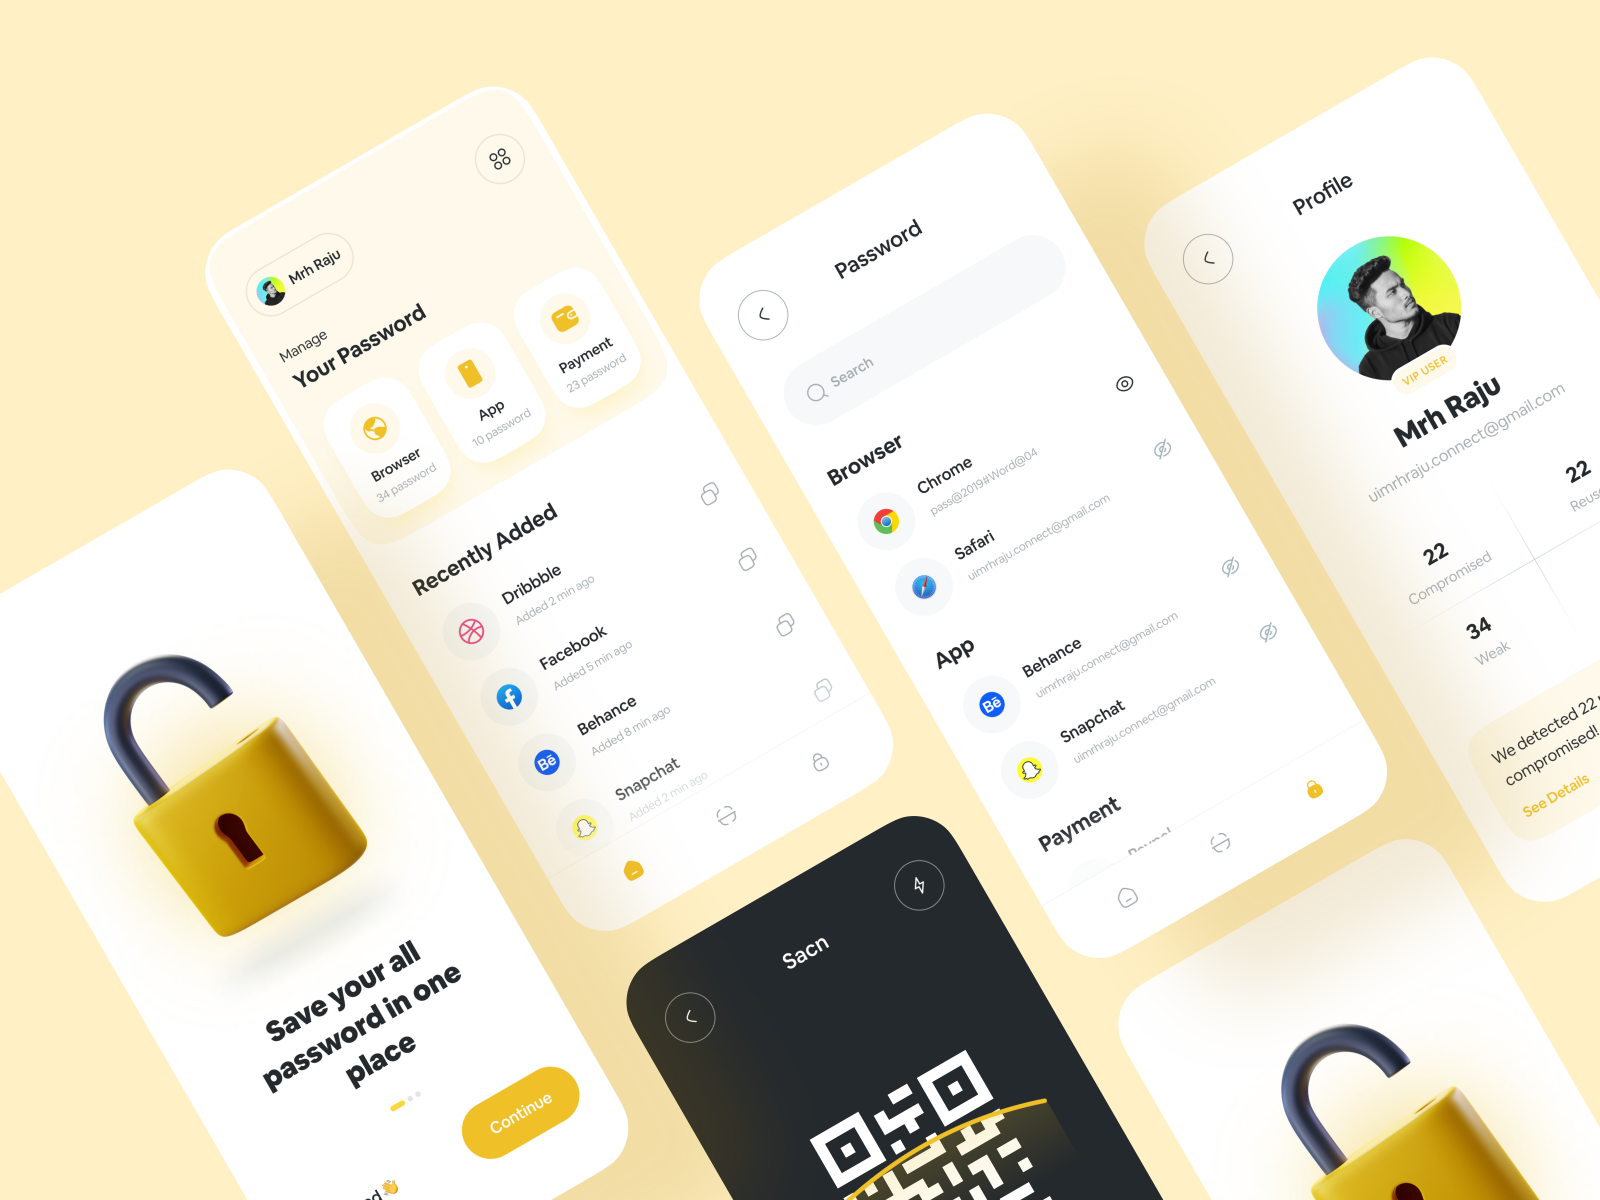 Mrh Raju
Manage
Your Password
Browser
34 password
App
10 password
Payment
23 password
Recently Added
Dribbble
Added 2 min ago
Facebook
Added 5 min ago
Bē
Behance
Added 8 min ago
Snapchat
Added 2 min ago
Save your all
password in one
place
Continue
Password
Search
Browser
Chrome
pass@2019#Word@04
Safari
uimrhraju.connect@gmail.com
App
Bē
Behance
uimrhraju.connect@gmail.com
Snapchat
uimrhraju.connect@gmail.com
Payment
Sacn
Profile
VIP USER
Mrh Raju
uimrhraju.connect@gmail.com
22
Compromised
22
34
Weak
We detected 22
compromised!
See Details